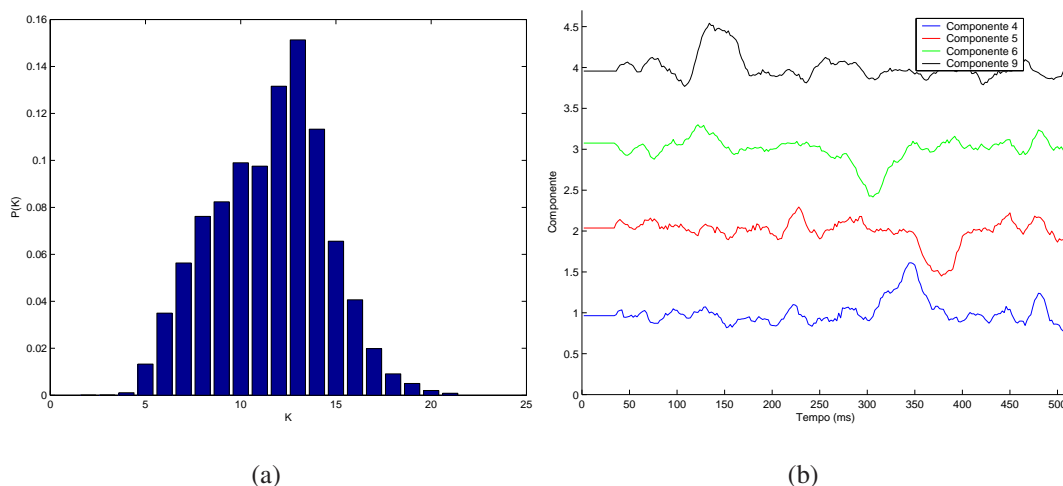 0.16
0.14
0.12
0.1
0.08
0.06
0.04
0.02
0
P(K)
0 5 10 15 20 25
K
(a)
4.5
4
3.5
3
2.5
2
1.5
1
0.5
0
Componente
Componente 4
Componente 5
Componente 6
Componente 9
0 50 100 150 200 250 300 350 400 450 500
Tempo (ms)
(b)